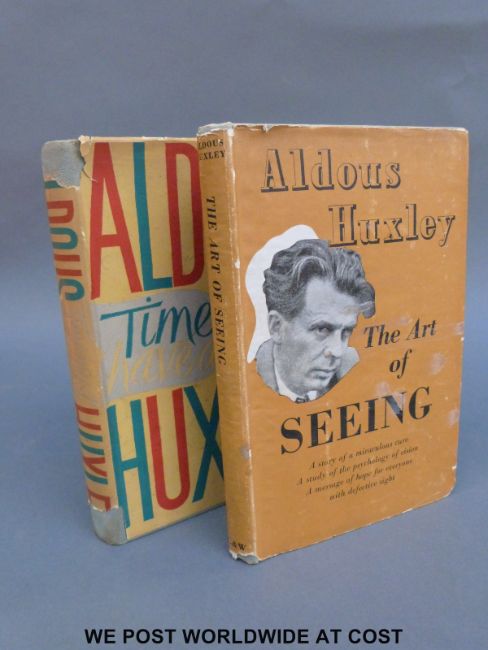 ALDOUS
HUXLEY
THE ART OF SEEING
Aldous
Huxley
The Art
of
SEEING
A story of a miraculous cure
A study of the psychology of vision
A message of hope for everyone
with defective sight
ALD
Time
HUX
WE POST WORLDWIDE AT COST